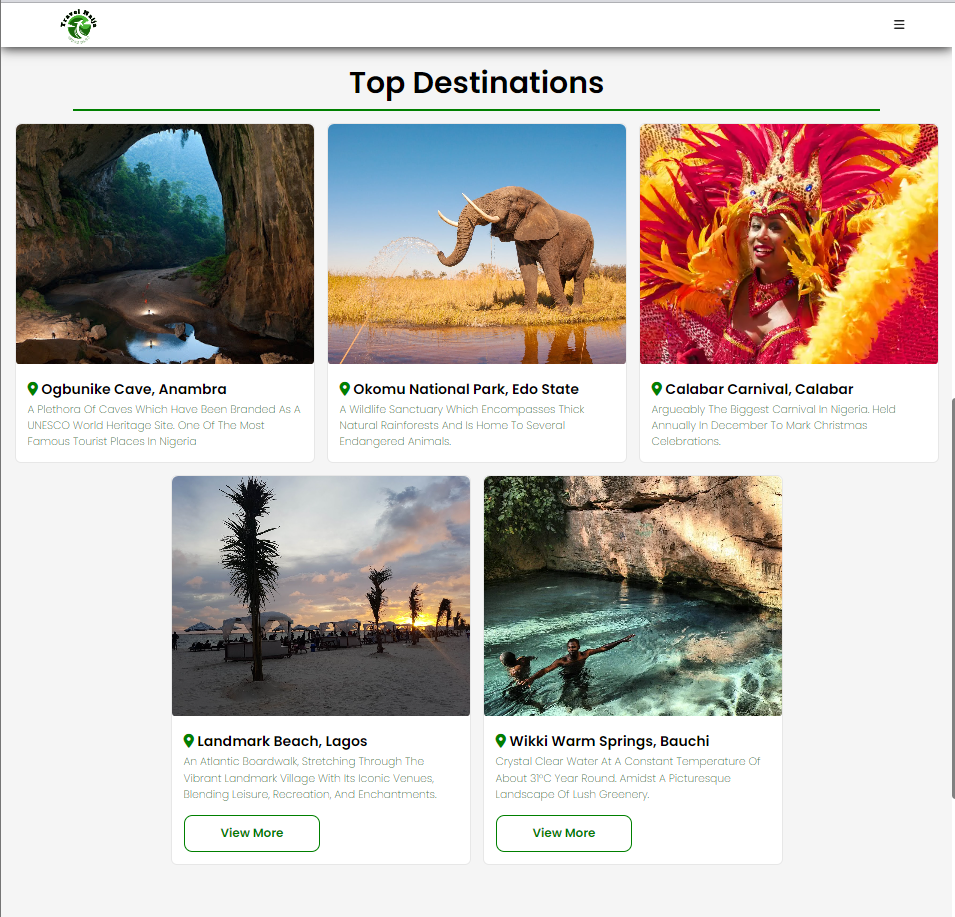 Travel Naija
☰
Top Destinations
Ogbunike Cave, Anambra
A Plethora Of Caves Which Have Been Branded As A
UNESCO World Heritage Site. One Of The Most
Famous Tourist Places In Nigeria
Okomu National Park, Edo State
A Wildlife Sanctuary Which Encompasses Thick
Natural Rainforests And Is Home To Several
Endangered Animals.
Calabar Carnival, Calabar
Argueably The Biggest Carnival In Nigeria. Held
Annually In December To Mark Christmas
Celebrations.
Landmark Beach, Lagos
An Atlantic Boardwalk, Stretching Through The
Vibrant Landmark Village With Its Iconic Venues,
Blending Leisure, Recreation, And Enchantments.
View More
Wikki Warm Springs, Bauchi
Crystal Clear Water At A Constant Temperature Of
About 31ºC Year Round. Amidst A Picturesque
Landscape Of Lush Greenery.
View More